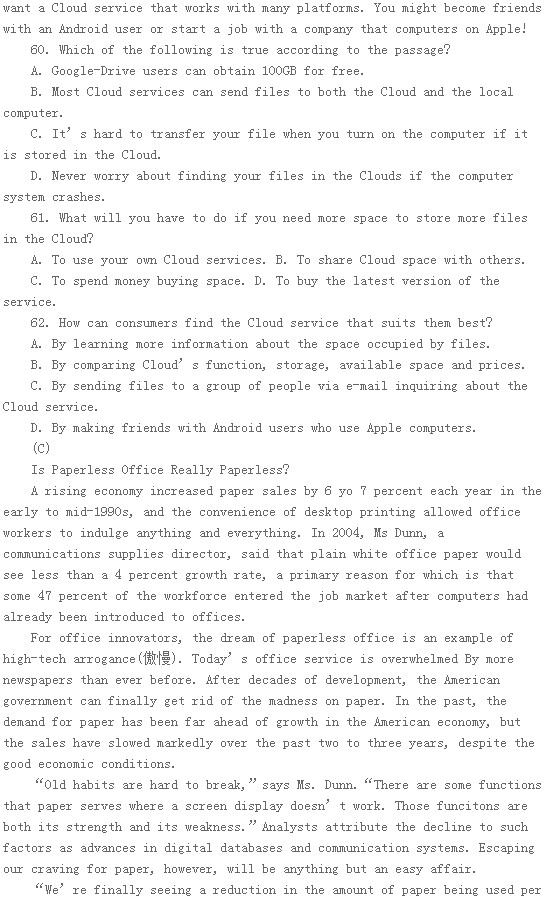 want a Cloud service that works with many platforms. You might become friends
with an Android user or start a job with a company that computers on Apple!
60. Which of the following is true according to the passage?
A. Google-Drive users can obtain 100GB for free.
B. Most Cloud services can send files to both the Cloud and the local
computer.
C. It's hard to transfer your file when you turn on the computer if it
is stored in the Cloud.
D. Never worry about finding your files in the Clouds if the computer
system crashes.
61. What will you have to do if you need more space to store more files
in the Cloud?
A. To use your own Cloud services. B. To share Cloud space with others.
C. To spend money buying space. D. To buy the latest version of the
service.
62. How can consumers find the Cloud service that suits them best?
A. By learning more information about the space occupied by files.
B. By comparing Cloud's function, storage, available space and prices.
C. By sending files to a group of people via e-mail inquiring about the
Cloud service.
D. By making friends with Android users who use Apple computers.
(C)
Is Paperless Office Really Paperless?
A rising economy increased paper sales by 6 yo 7 percent each year in the
early to mid-1990s, and the convenience of desktop printing allowed office
workers to indulge anything and everything. In 2004, Ms Dunn, a
communications supplies director, said that plain white office paper would
see less than a 4 percent growth rate, a primary reason for which is that
some 47 percent of the workforce entered the job market after computers had
already been introduced to offices.
For office innovators, the dream of paperless office is an example of
high-tech arrogance(傲慢). Today's office service is overwhelmed By more
newspapers than ever before. After decades of development, the American
government can finally get rid of the madness on paper. In the past, the
demand for paper has been far ahead of growth in the American economy, but
the sales have slowed markedly over the past two to three years, despite the
good economic conditions.
“Old habits are hard to break,” says Ms. Dunn. “There are some functions
that paper serves where a screen display doesn't work. Those funcitons are
both its strength and its weakness.” Analysts attribute the decline to such
factors as advances in digital databases and communication systems. Escaping
our craving for paper, however, will be anything but an easy affair.
“We're finally seeing a reduction in the amount of paper being used per